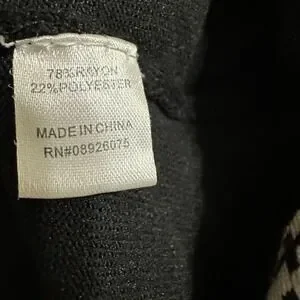 78%RAYON
22%POLYESTER
MADE IN CHINA
RN#08926075